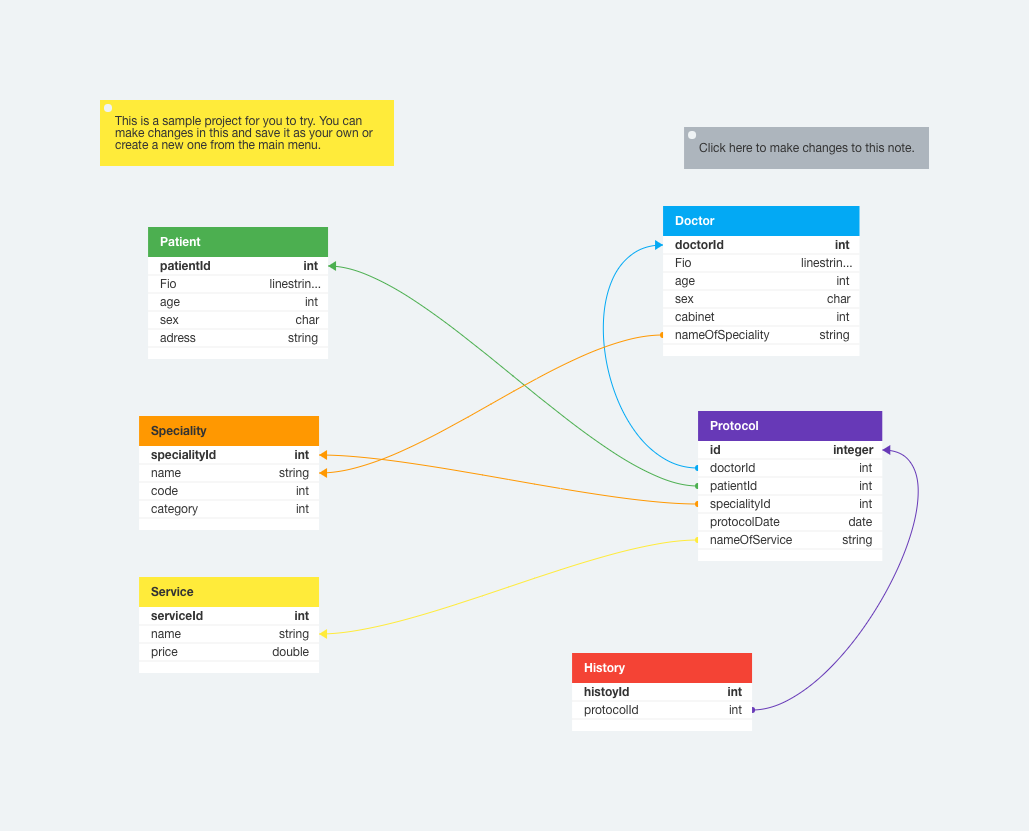 This is a sample project for you to try. You can
make changes in this and save it as your own or
create a new one from the main menu.
Click here to make changes to this note.
Patient
patientId int
Fio linestrin...
age int
sex char
adress string
Doctor
doctorId int
Fio linestrin...
age int
sex char
cabinet int
nameOfSpeciality string
Speciality
specialityId int
name string
code int
category int
Protocol
id integer
doctorId int
patientId int
specialityId int
protocolDate date
nameOfService string
Service
serviceId int
name string
price double
History
histoyId int
protocolId int